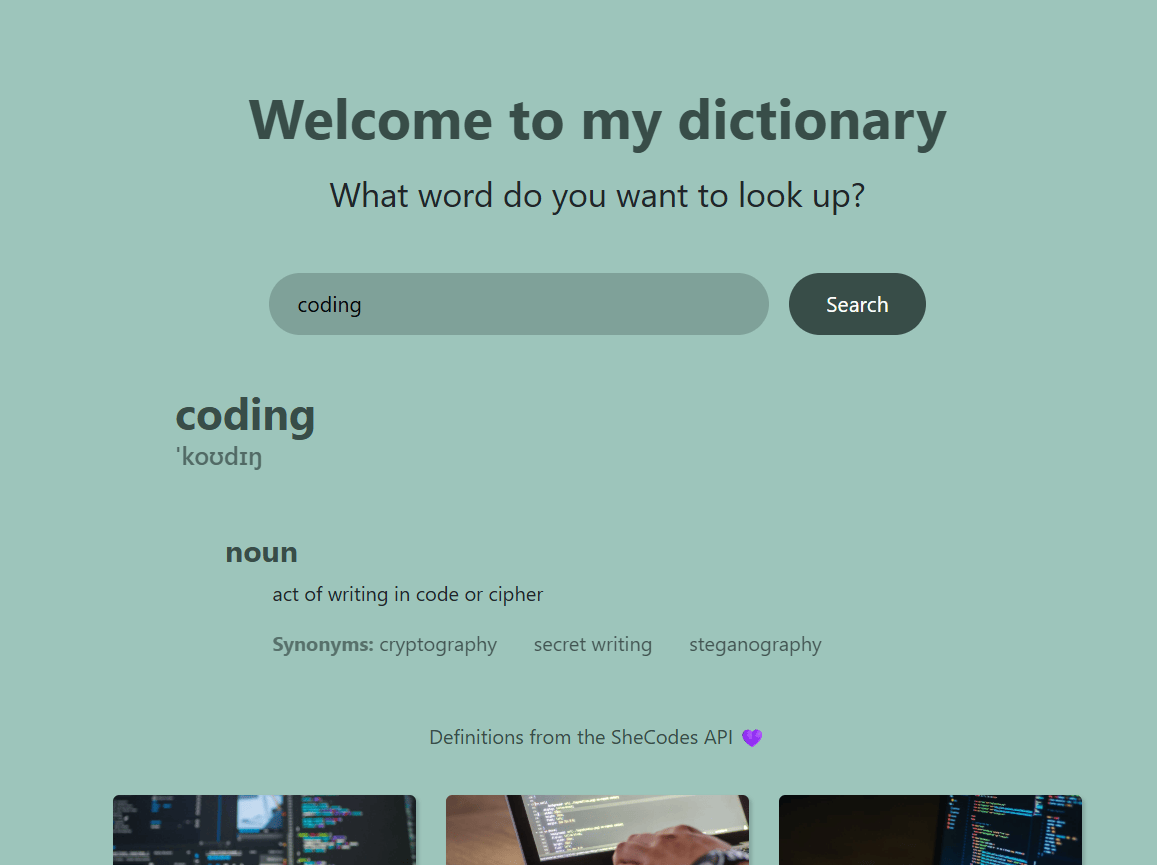 Welcome to my dictionary
What word do you want to look up?
coding
Search
coding
ˈkoʊdɪŋ
noun
act of writing in code or cipher
Synonyms: cryptography secret writing steganography
Definitions from the SheCodes API 💜